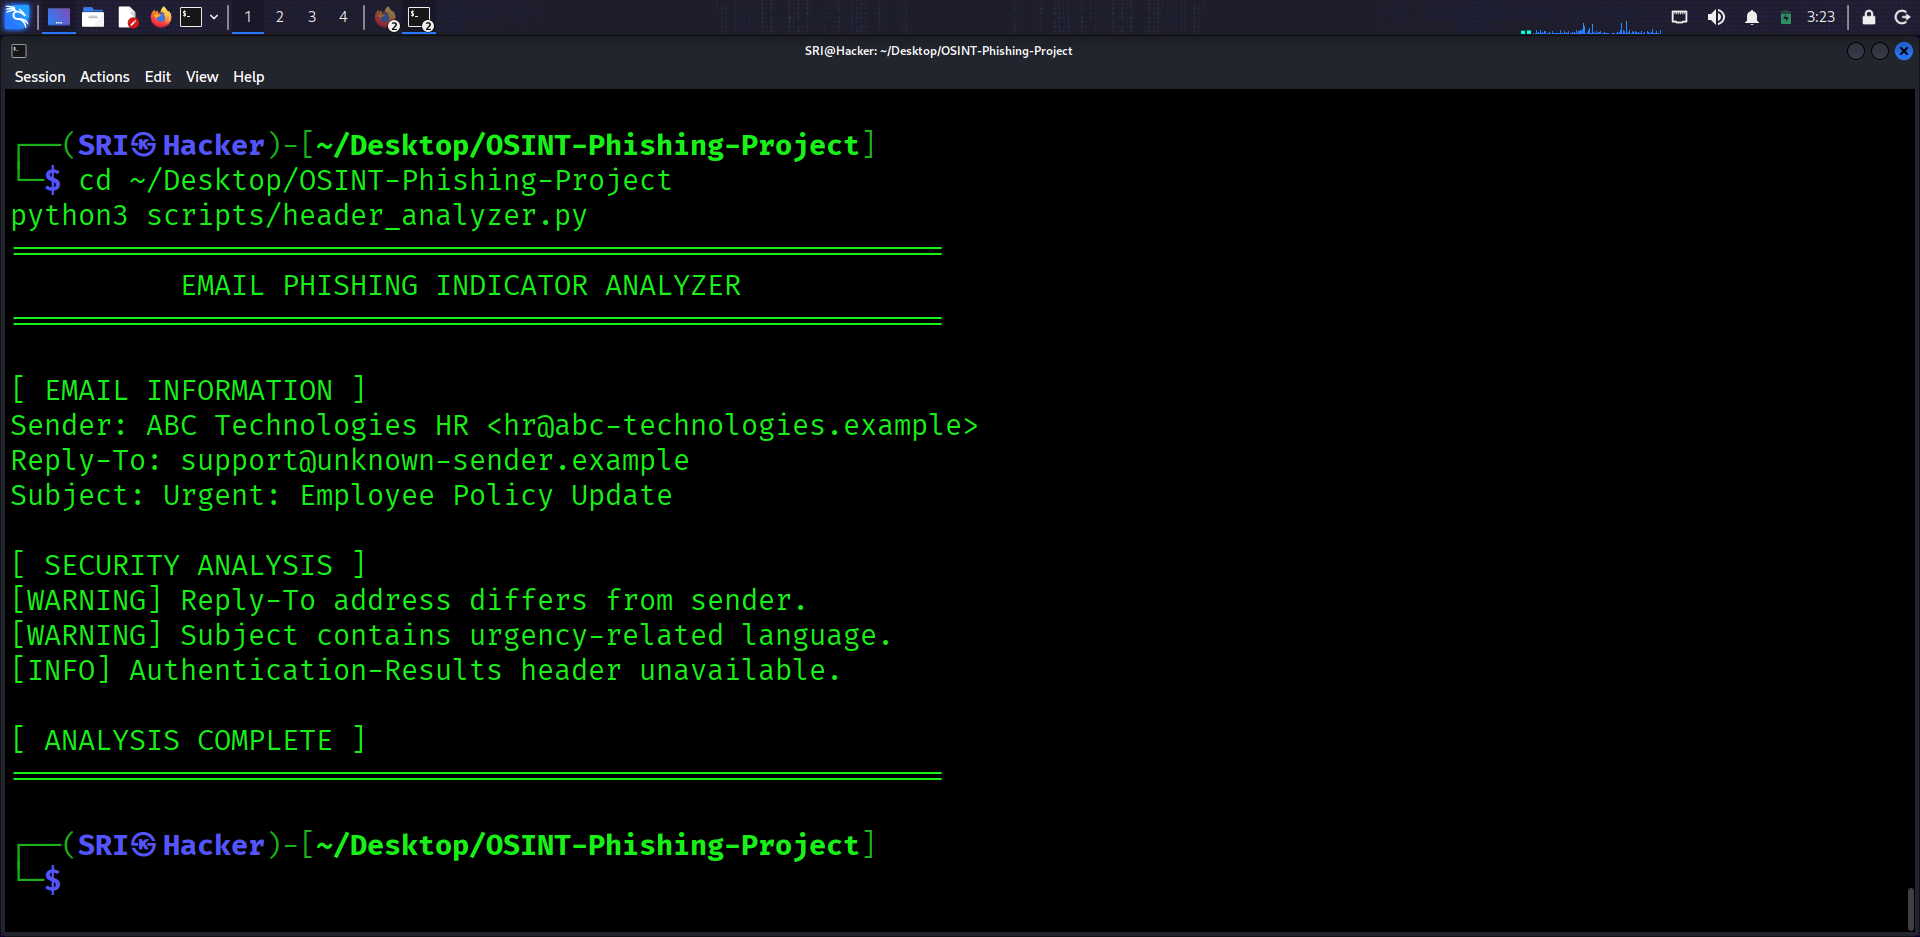 1 2 3 4 2 2 3:23
SRI@Hacker: ~/Desktop/OSINT-Phishing-Project
Session Actions Edit View Help
┌──(SRI㉿Hacker)-[~/Desktop/OSINT-Phishing-Project]
└─$ cd ~/Desktop/OSINT-Phishing-Project
python3 scripts/header_analyzer.py
=======================================================
EMAIL PHISHING INDICATOR ANALYZER
=======================================================
[ EMAIL INFORMATION ]
Sender: ABC Technologies HR <hr@abc-technologies.example>
Reply-To: support@unknown-sender.example
Subject: Urgent: Employee Policy Update
[ SECURITY ANALYSIS ]
[WARNING] Reply-To address differs from sender.
[WARNING] Subject contains urgency-related language.
[INFO] Authentication-Results header unavailable.
[ ANALYSIS COMPLETE ]
=======================================================
┌──(SRI㉿Hacker)-[~/Desktop/OSINT-Phishing-Project]
└─$